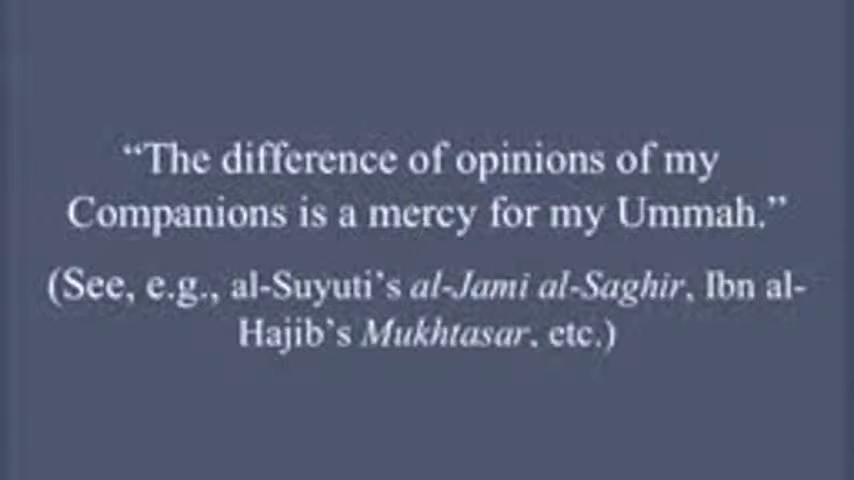 “The difference of opinions of my
Companions is a mercy for my Ummah.”
(See, e.g., al-Suyuti’s al-Jami al-Saghir, Ibn al-
Hajib’s Mukhtasar, etc.)